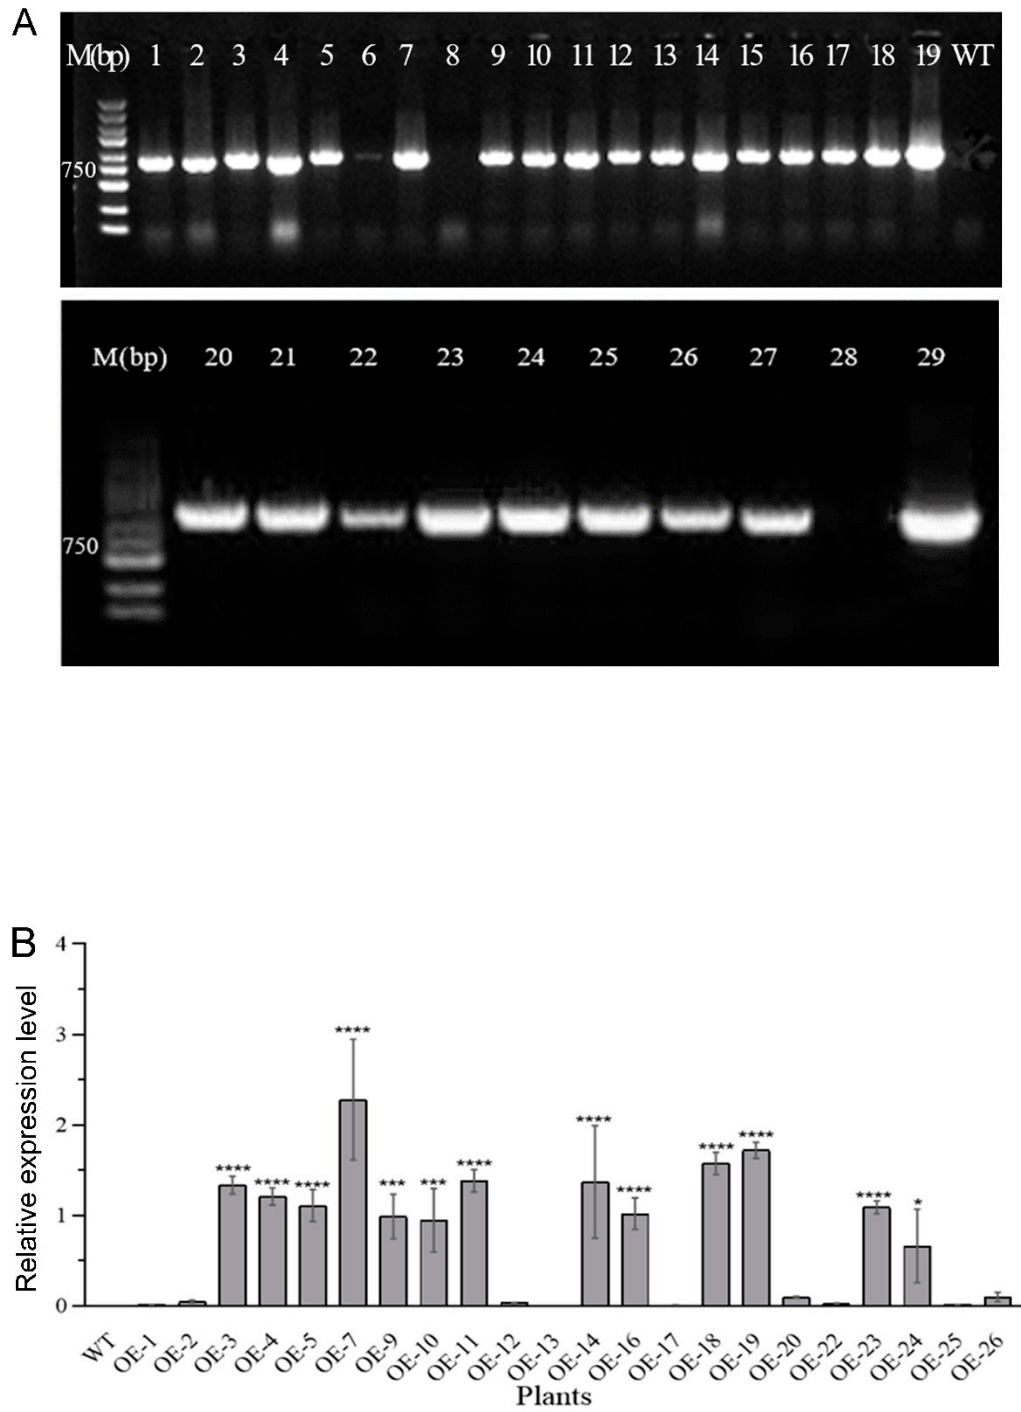 A
M(bp) 1 2 3 4 5 6 7 8 9 10 11 12 13 14 15 16 17 18 19 WT
750
M(bp) 20 21 22 23 24 25 26 27 28 29
750
B
Relative expression level
4
3
2
1
0
**** **** **** **** *** *** **** **** **** **** **** **** *
WT OE-1 OE-2 OE-3 OE-4 OE-5 OE-7 OE-9 OE-10 OE-11 OE-12 OE-13 OE-14 OE-16 OE-17 OE-18 OE-19 OE-20 OE-22 OE-23 OE-24 OE-25 OE-26
Plants